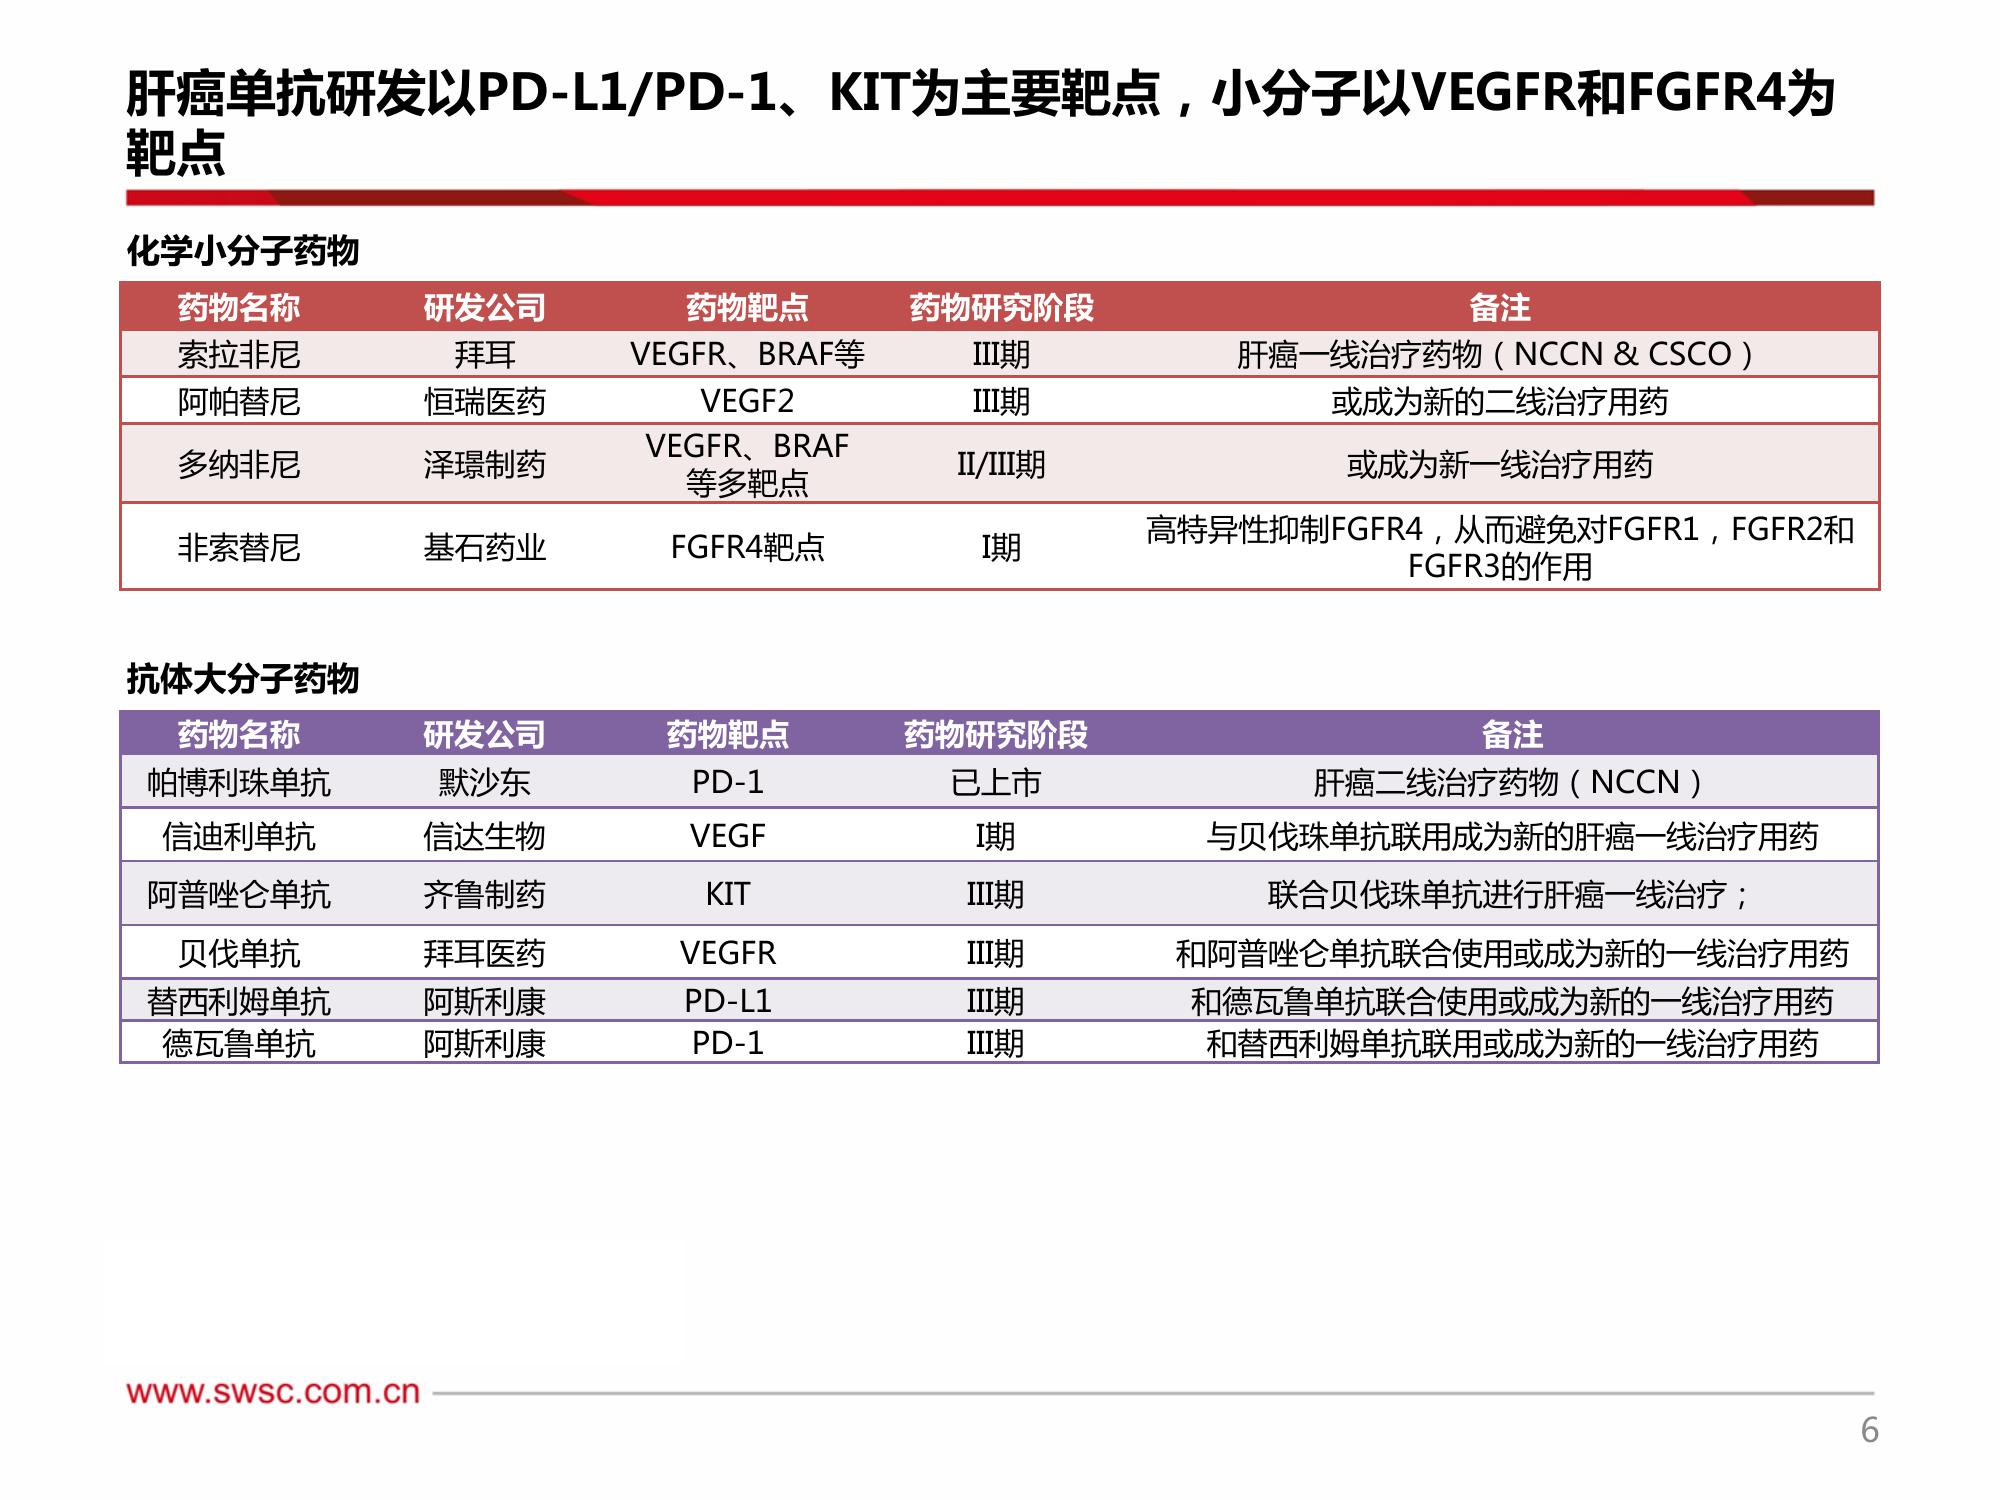 肝癌单抗研发以PD-L1/PD-1、KIT为主要靶点，小分子以VEGFR和FGFR4为
靶点
化学小分子药物
药物名称 研发公司 药物靶点 药物研究阶段 备注
索拉非尼 拜耳 VEGFR、BRAF等 III期 肝癌一线治疗药物（NCCN & CSCO）
阿帕替尼 恒瑞医药 VEGF2 III期 或成为新的二线治疗用药
多纳非尼 泽璟制药 VEGFR、BRAF
等多靶点 II/III期 或成为新一线治疗用药
非索替尼 基石药业 FGFR4靶点 I期 高特异性抑制FGFR4，从而避免对FGFR1，FGFR2和
FGFR3的作用
抗体大分子药物
药物名称 研发公司 药物靶点 药物研究阶段 备注
帕博利珠单抗 默沙东 PD-1 已上市 肝癌二线治疗药物（NCCN）
信迪利单抗 信达生物 VEGF I期 与贝伐珠单抗联用成为新的肝癌一线治疗用药
阿普唑仑单抗 齐鲁制药 KIT III期 联合贝伐珠单抗进行肝癌一线治疗；
贝伐单抗 拜耳医药 VEGFR III期 和阿普唑仑单抗联合使用或成为新的一线治疗用药
替西利姆单抗 阿斯利康 PD-L1 III期 和德瓦鲁单抗联合使用或成为新的一线治疗用药
德瓦鲁单抗 阿斯利康 PD-1 III期 和替西利姆单抗联用或成为新的一线治疗用药
www.swsc.com.cn
6